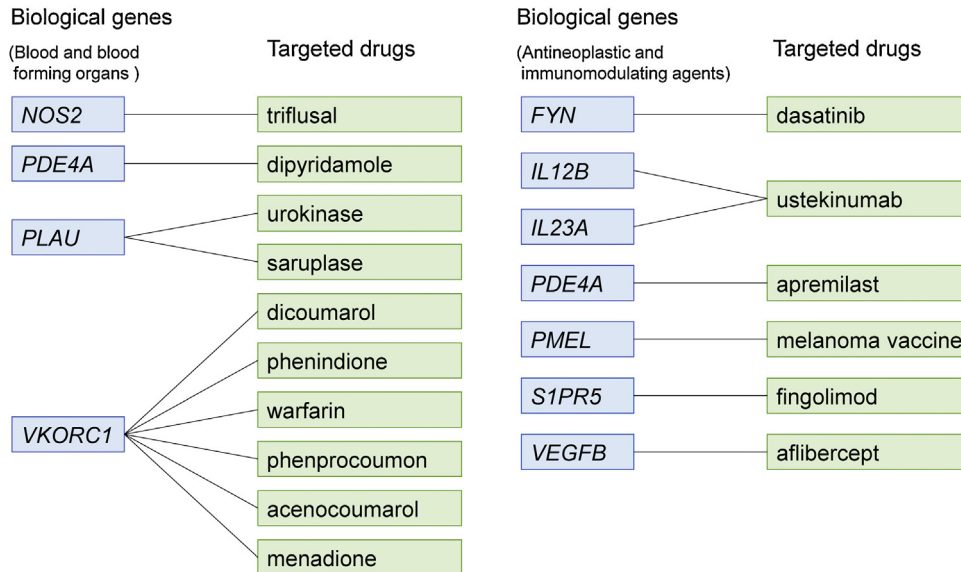 Biological genes
(Blood and blood
forming organs )
Targeted drugs
NOS2
triflusal
PDE4A
dipyridamole
PLAU
urokinase
saruplase
VKORC1
dicoumarol
phenindione
warfarin
phenprocoumon
acenocoumarol
menadione
Biological genes
(Antineoplastic and
immunomodulating agents)
Targeted drugs
FYN
dasatinib
IL12B
IL23A
ustekinumab
PDE4A
apremilast
PMEL
melanoma vaccine
S1PR5
fingolimod
VEGFB
aflibercept